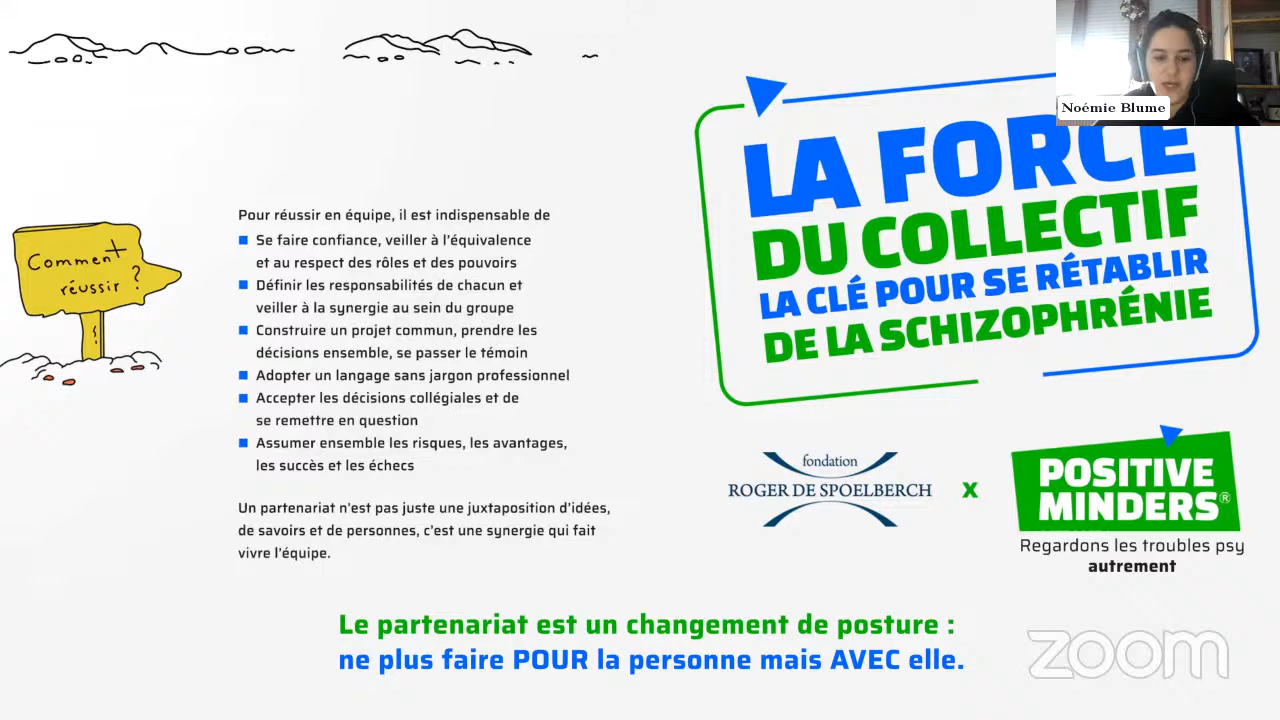 Noémie Blume
Comment
réussir ?
Pour réussir en équipe, il est indispensable de
Se faire confiance, veiller à l'équivalence
et au respect des rôles et des pouvoirs
Définir les responsabilités de chacun et
veiller à la synergie au sein du groupe
Construire un projet commun, prendre les
décisions ensemble, se passer le témoin
Adopter un langage sans jargon professionnel
Accepter les décisions collégiales et de
se remettre en question
Assumer ensemble les risques, les avantages,
les succès et les échecs
Un partenariat n'est pas juste une juxtaposition d'idées,
de savoirs et de personnes, c'est une synergie qui fait
vivre l'équipe.
LA FORCE
DU COLLECTIF
LA CLÉ POUR SE RÉTABLIR
DE LA SCHIZOPHRÉNIE
fondation
ROGER DE SPOELBERCH
x
POSITIVE
MINDERS®
Regardons les troubles psy
autrement
Le partenariat est un changement de posture :
ne plus faire POUR la personne mais AVEC elle.
zoom